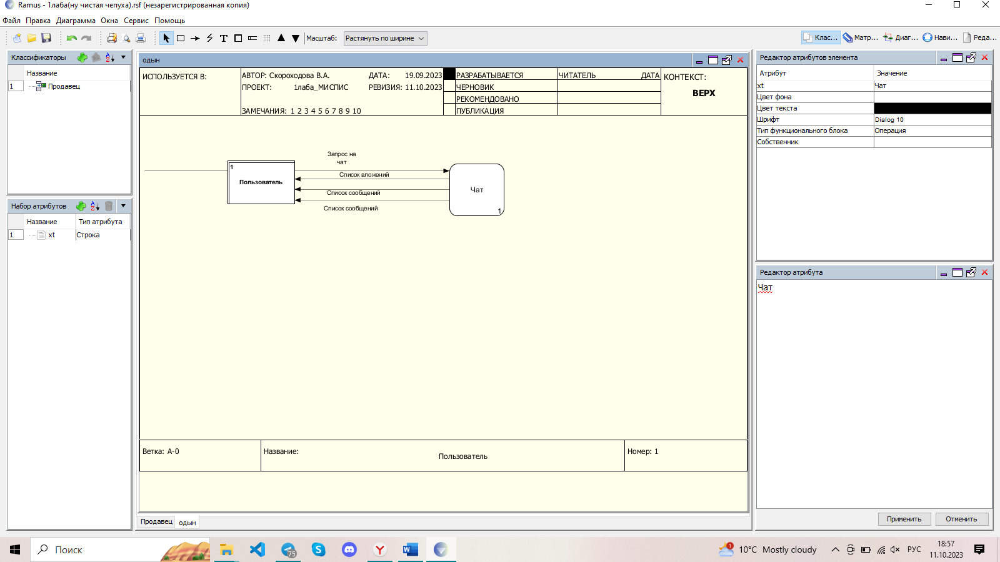 Ramus - 1лаба(ну чистая чепуха).rsf (незарегистрированная копия)
Файл Правка Диаграмма Окна Сервис Помощь
Масштаб: Растянуть по ширине
Клас... Матр... Диаг... Нави... Реда...
Классификаторы
Название
1 Продавец
Набор атрибутов
Название Тип атрибута
1 xt Строка
одын
ИСПОЛЬЗУЕТСЯ В:
АВТОР: Скороходова В.А. ДАТА: 19.09.2023
ПРОЕКТ: 1лаба_МИСПИС РЕВИЗИЯ: 11.10.2023
ЗАМЕЧАНИЯ: 1 2 3 4 5 6 7 8 9 10
РАЗРАБАТЫВАЕТСЯ
ЧЕРНОВИК
РЕКОМЕНДОВАНО
ПУБЛИКАЦИЯ
ЧИТАТЕЛЬ ДАТА
КОНТЕКСТ:
ВЕРХ
1
Пользователь
Запрос на
чат
Список вложений
Список сообщений
Список сообщений
Чат
1
Ветка: A-0
Название:
Пользователь
Номер: 1
Продавец одын
Редактор атрибутов элемента
Атрибут Значение
xt Чат
Цвет фона
Цвет текста
Шрифт Dialog 10
Тип функционального блока Операция
Собственник
Редактор атрибута
Чат
Применить Отменить
Поиск
75
1
10°C Mostly cloudy
РУС
18:57
11.10.2023